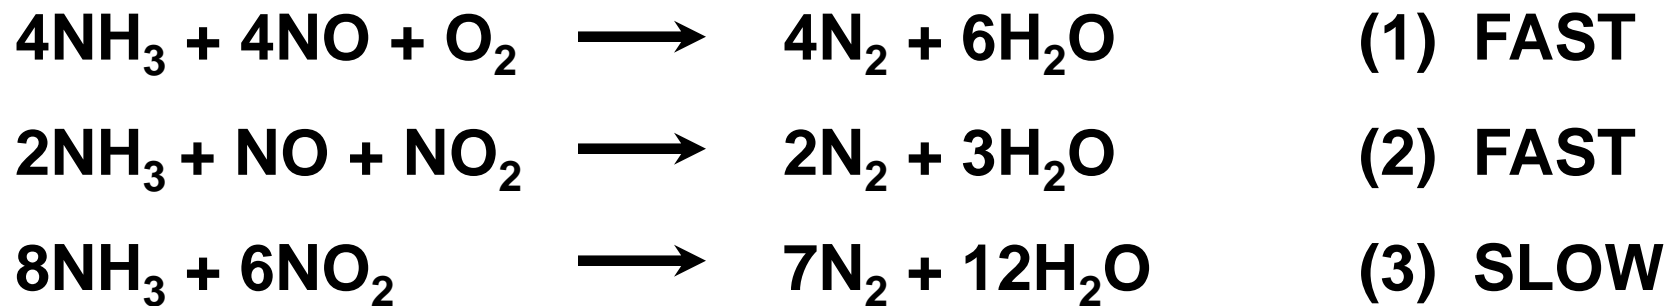 4NH₃ + 4NO + O₂ ⟶ 4N₂ + 6H₂O (1) FAST
2NH₃ + NO + NO₂ ⟶ 2N₂ + 3H₂O (2) FAST
8NH₃ + 6NO₂ ⟶ 7N₂ + 12H₂O (3) SLOW